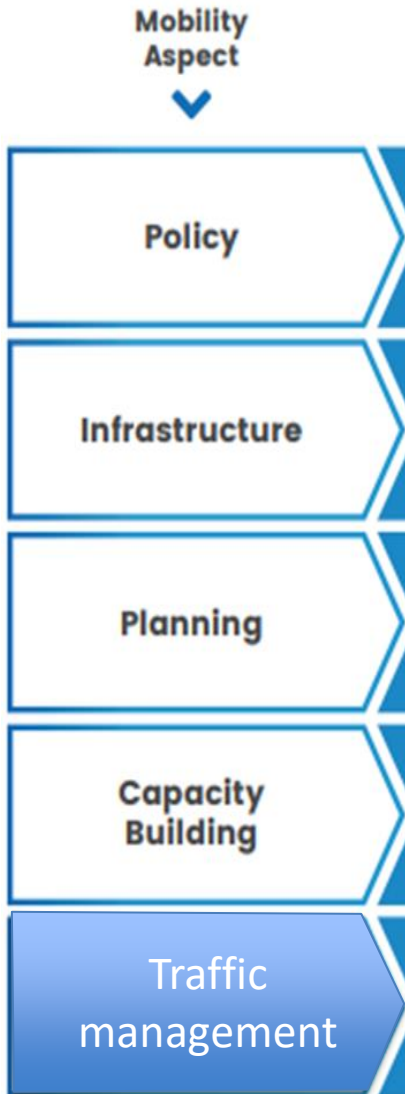 Mobility
Aspect
Policy
Infrastructure
Planning
Capacity
Building
Traffic
management